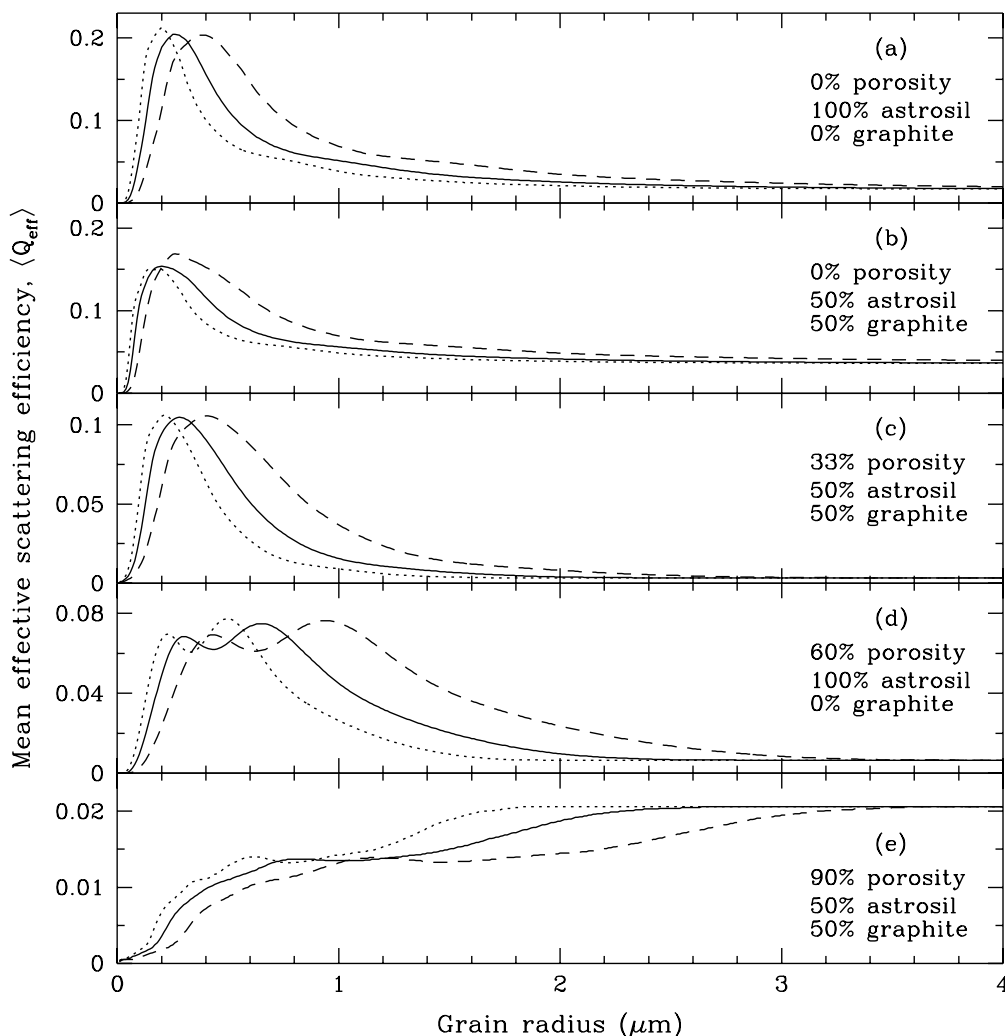 Mean effective scattering efficiency, ⟨Q_eff⟩
0.2
0.1
0
(a)
0% porosity
100% astrosil
0% graphite
0.2
0.1
0
(b)
0% porosity
50% astrosil
50% graphite
0.1
0.05
0
(c)
33% porosity
50% astrosil
50% graphite
0.08
0.04
0
(d)
60% porosity
100% astrosil
0% graphite
0.02
0.01
0
(e)
90% porosity
50% astrosil
50% graphite
0 1 2 3 4
Grain radius (μm)